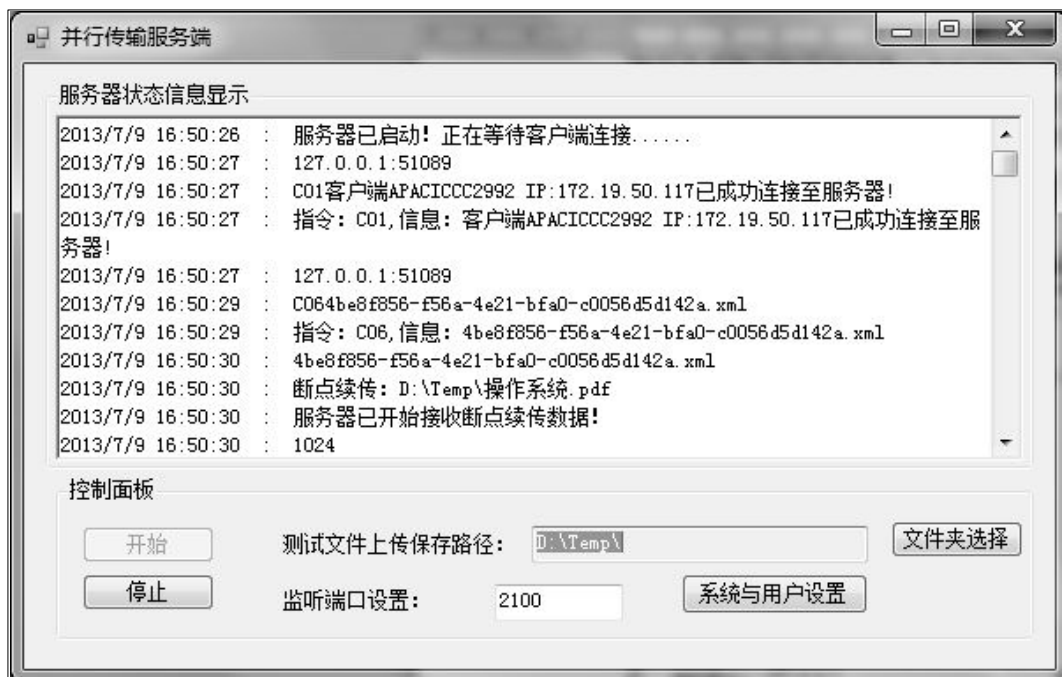 并行传输服务端
服务器状态信息显示
2013/7/9 16:50:26 : 服务器已启动! 正在等待客户端连接......
2013/7/9 16:50:27 : 127.0.0.1:51089
2013/7/9 16:50:27 : C01客户端APACICCC2992 IP:172.19.50.117已成功连接至服务器!
2013/7/9 16:50:27 : 指令: C01,信息: 客户端APACICCC2992 IP:172.19.50.117已成功连接至服
务器!
2013/7/9 16:50:27 : 127.0.0.1:51089
2013/7/9 16:50:29 : C064be8f856-f56a-4e21-bfa0-c0056d5d142a.xml
2013/7/9 16:50:29 : 指令: C06,信息: 4be8f856-f56a-4e21-bfa0-c0056d5d142a.xml
2013/7/9 16:50:30 : 4be8f856-f56a-4e21-bfa0-c0056d5d142a.xml
2013/7/9 16:50:30 : 断点续传: D:\Temp\操作系统.pdf
2013/7/9 16:50:30 : 服务器已开始接收断点续传数据!
2013/7/9 16:50:30 : 1024
控制面板
开始 测试文件上传保存路径: D:\Temp\ 文件夹选择
停止 监听端口设置: 2100 系统与用户设置